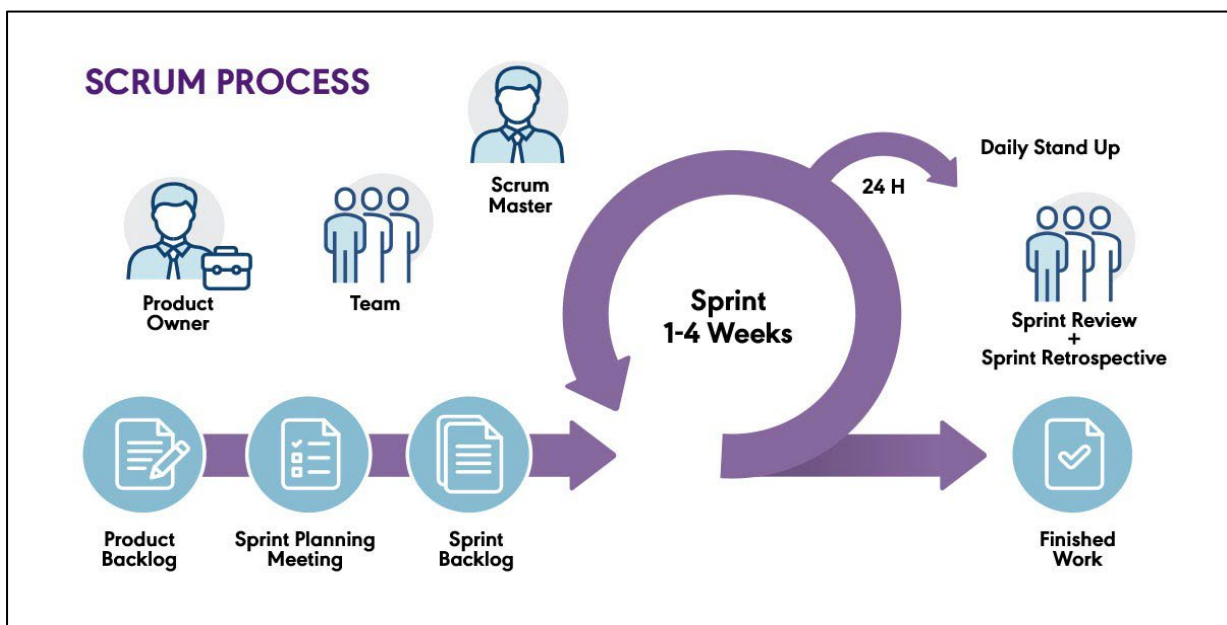 SCRUM PROCESS
Product
Owner
Team
Scrum
Master
Sprint
1-4 Weeks
24 H
Daily Stand Up
Sprint Review
+
Sprint Retrospective
Product
Backlog
Sprint Planning
Meeting
Sprint
Backlog
Finished
Work